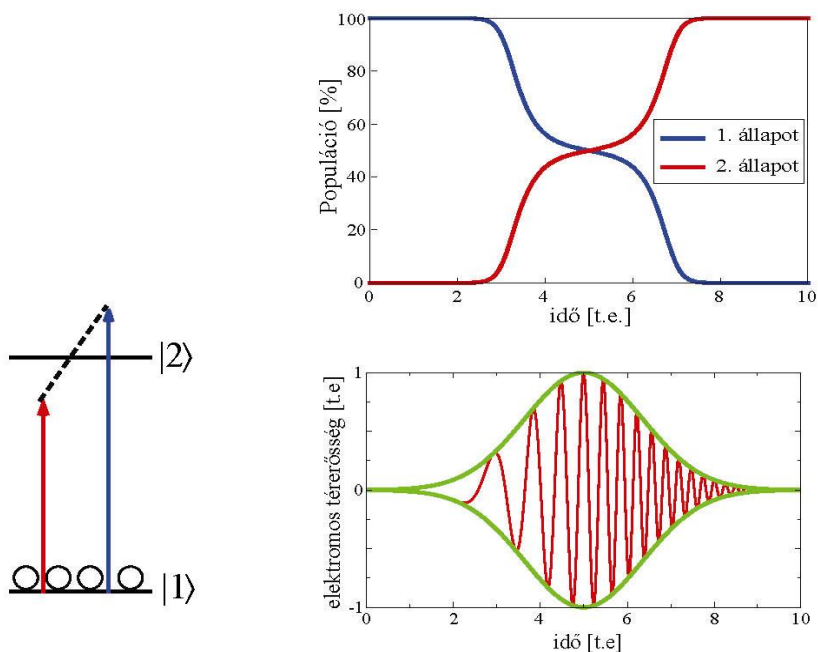 100
80
60
40
20
0
Populáció [%]
1. állapot
2. állapot
0 2 4 6 8 10
idő [t.e.]
|2⟩
|1⟩
1
0
-1
elektromos térerősség [t.e]
0 2 4 6 8 10
idő [t.e]